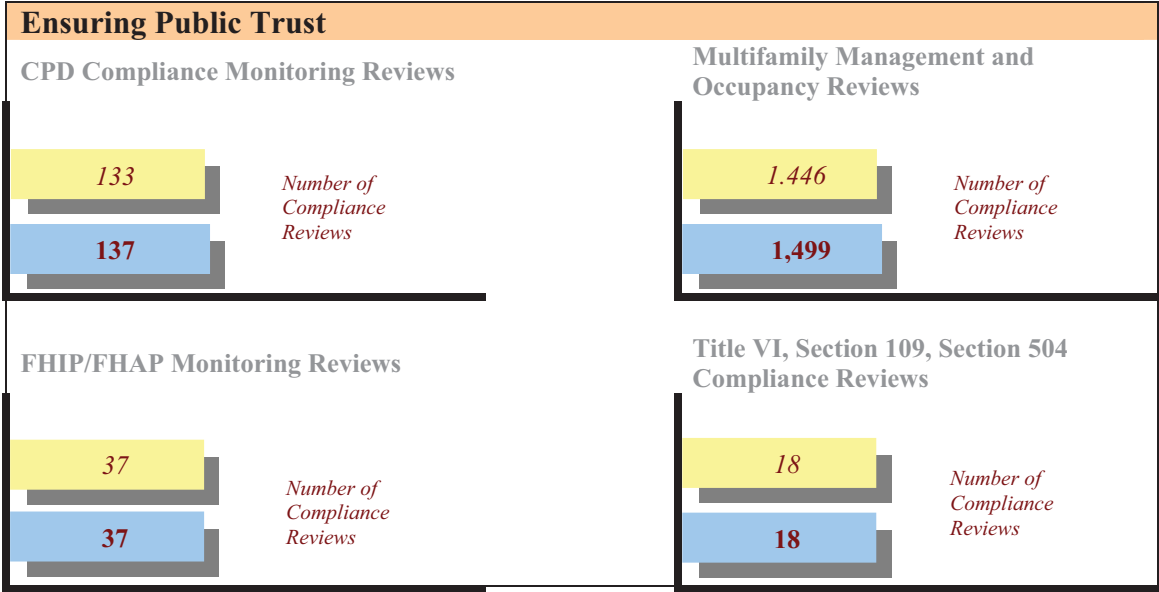 Ensuring Public Trust
CPD Compliance Monitoring Reviews
133
137
Number of
Compliance
Reviews
Multifamily Management and
Occupancy Reviews
1.446
1,499
Number of
Compliance
Reviews
FHIP/FHAP Monitoring Reviews
37
37
Number of
Compliance
Reviews
Title VI, Section 109, Section 504
Compliance Reviews
18
18
Number of
Compliance
Reviews